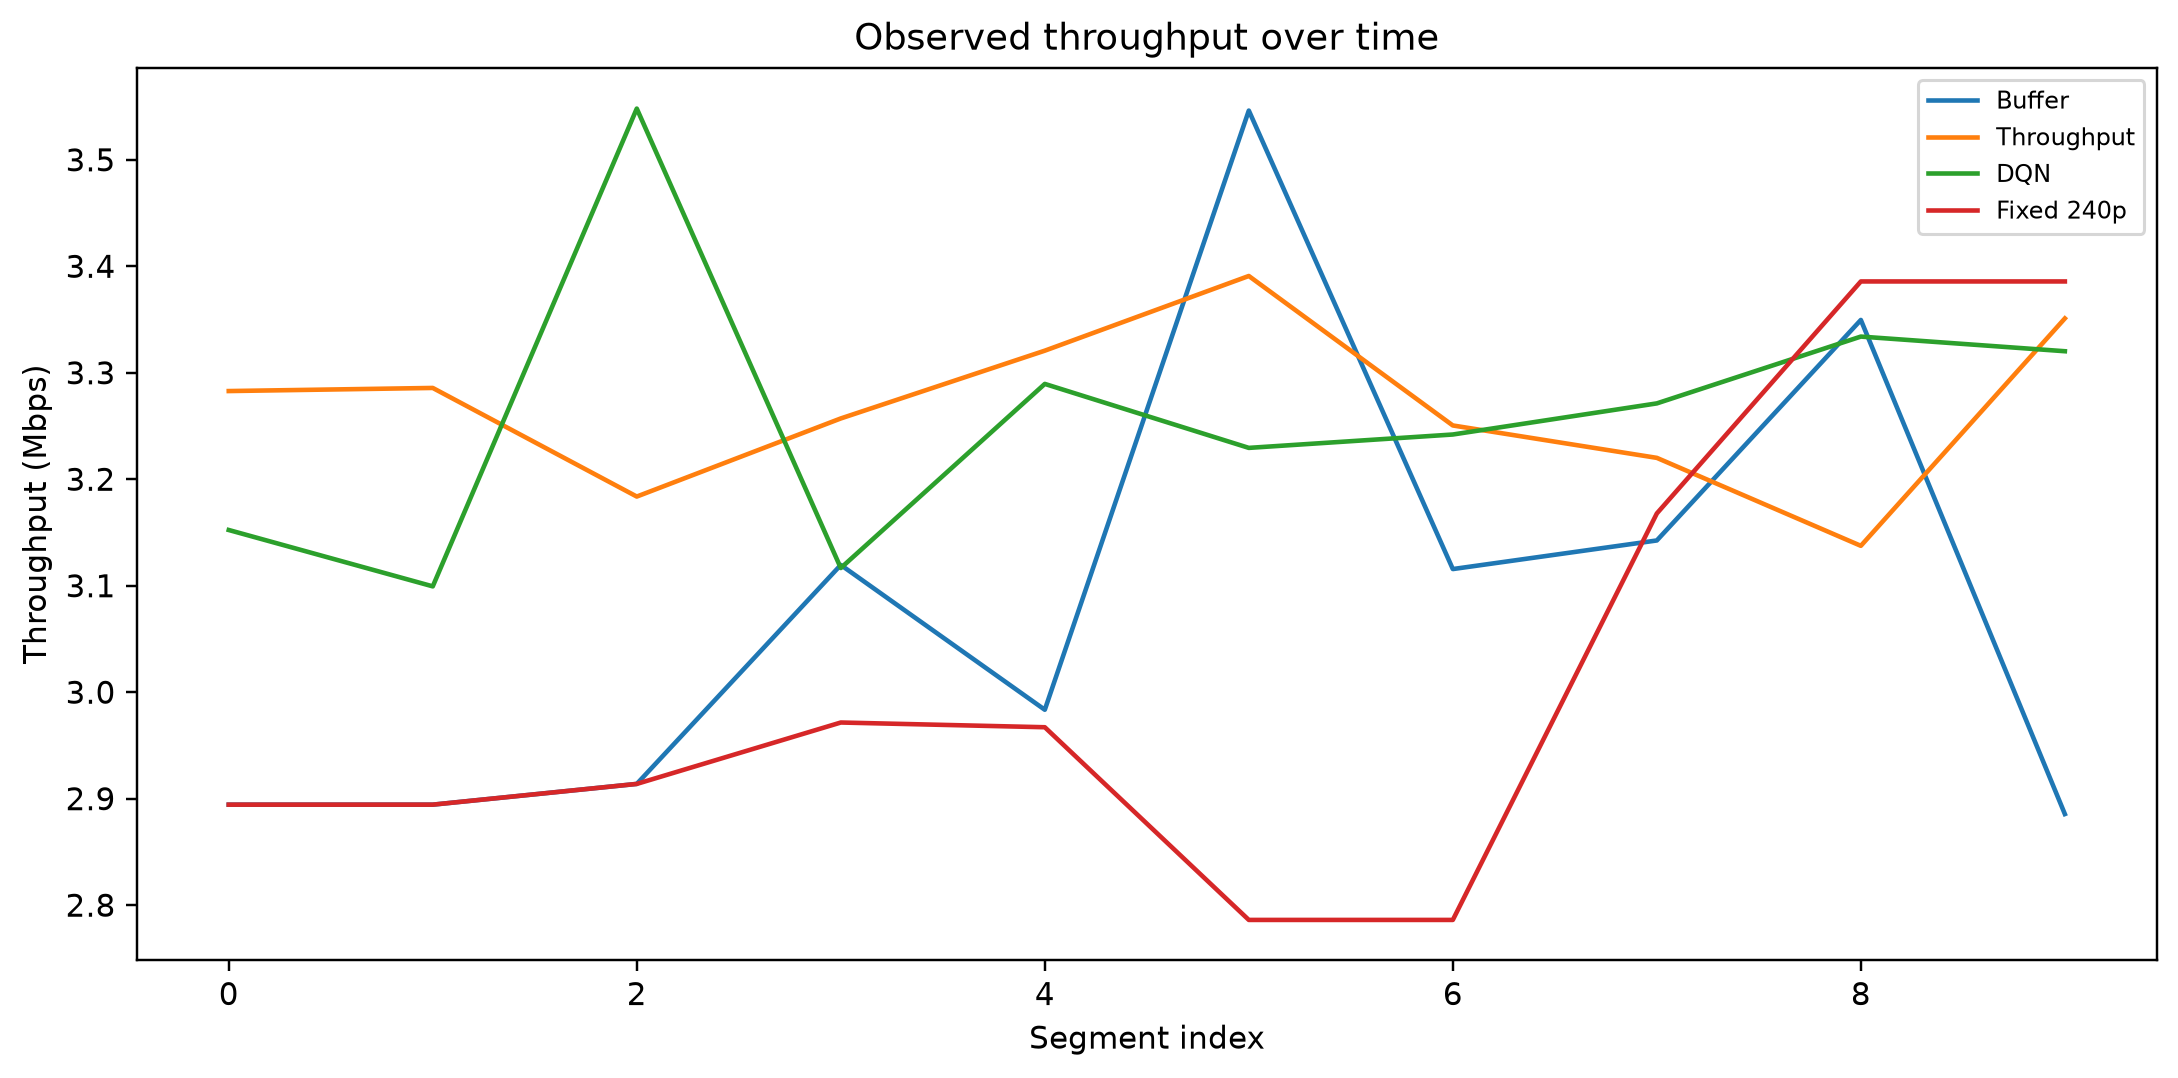 Observed throughput over time
Buffer
Throughput
DQN
Fixed 240p
Throughput (Mbps)
3.5
3.4
3.3
3.2
3.1
3.0
2.9
2.8
0 2 4 6 8
Segment index